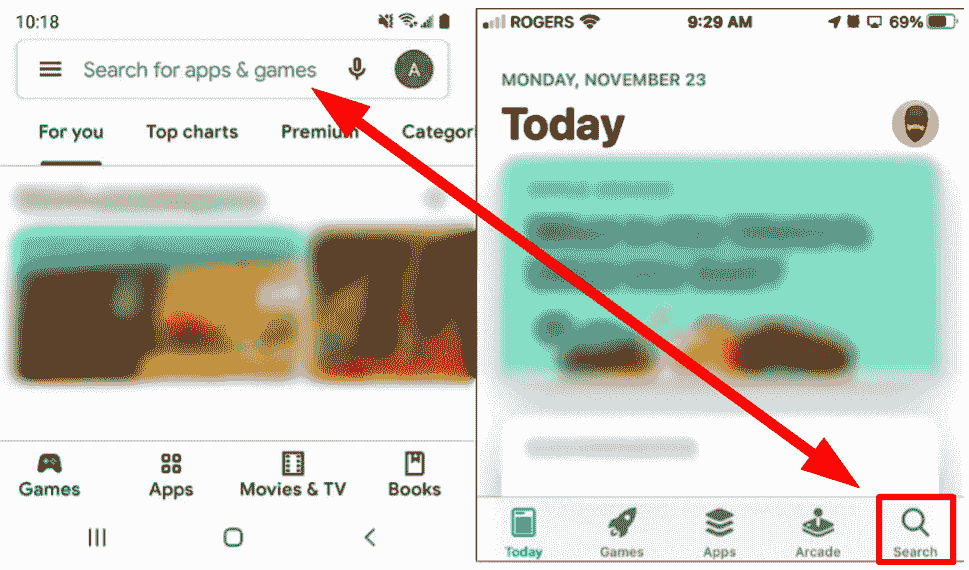 10:18
Search for apps & games
A
For you Top charts Premium Categori
Games Apps Movies & TV Books
ROGERS 9:29 AM 69%
MONDAY, NOVEMBER 23
Today
Today Games Apps Arcade Search